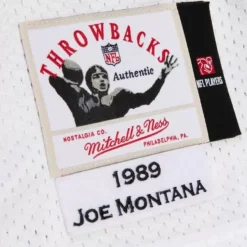 THROWBACKS
NFL
Authentic
NFL PLAYERS
NOSTALGIA CO.
Mitchell & Ness
PHILADELPHIA, PA.
1989
JOE MONTANA